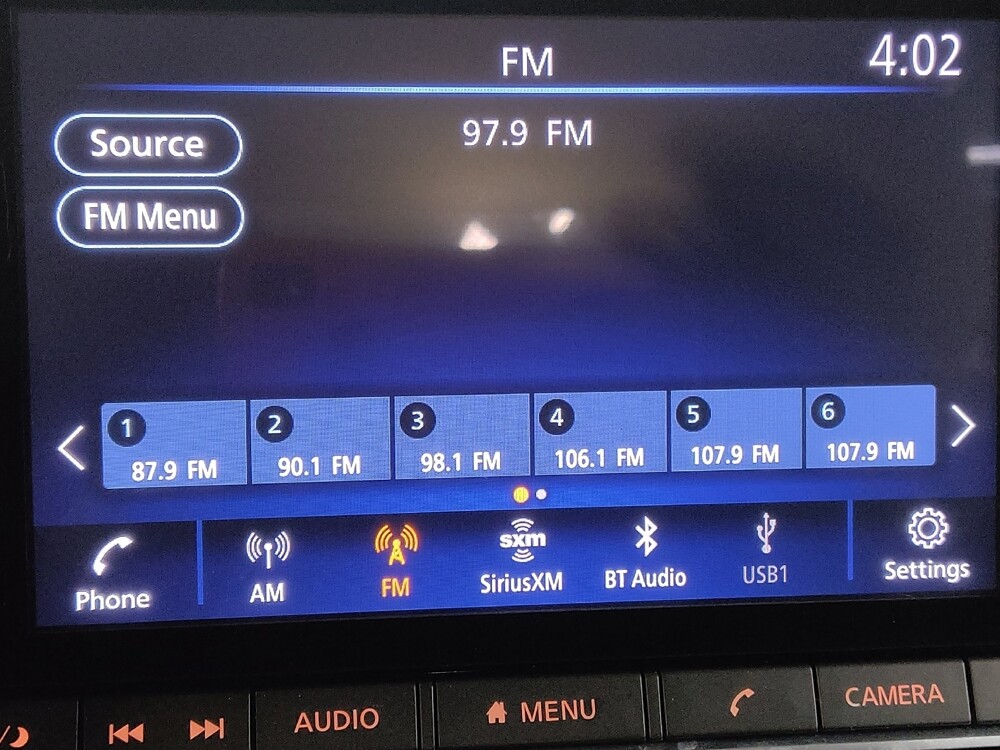 FM
4:02
97.9 FM
Source
FM Menu
1
87.9 FM
2
90.1 FM
3
98.1 FM
4
106.1 FM
5
107.9 FM
6
107.9 FM
Phone
AM
FM
sxm
SiriusXM
BT Audio
USB1
Settings
AUDIO
MENU
CAMERA